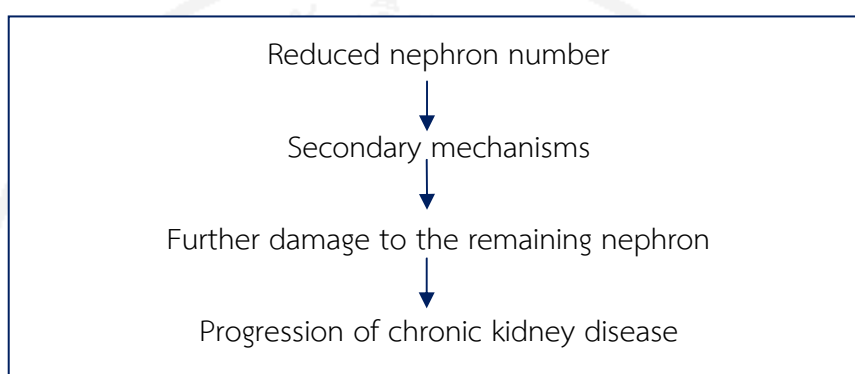 Reduced nephron number
Secondary mechanisms
Further damage to the remaining nephron
Progression of chronic kidney disease